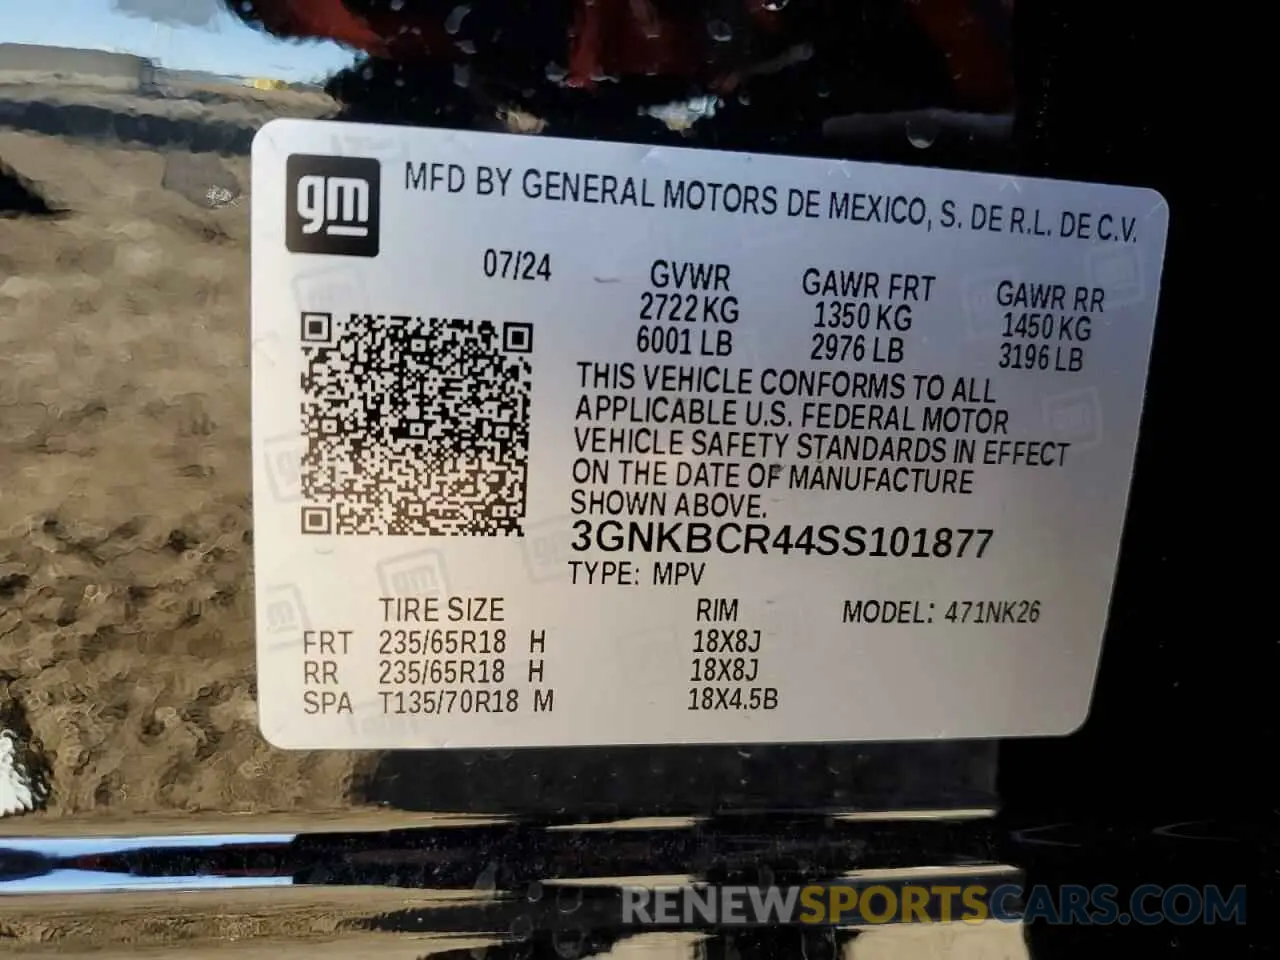 gm
MFD BY GENERAL MOTORS DE MEXICO, S. DE R.L. DE C.V.
07/24
GVWR GAWR FRT GAWR RR
2722 KG 1350 KG 1450 KG
6001 LB 2976 LB 3196 LB
THIS VEHICLE CONFORMS TO ALL
APPLICABLE U.S. FEDERAL MOTOR
VEHICLE SAFETY STANDARDS IN EFFECT
ON THE DATE OF MANUFACTURE
SHOWN ABOVE.
3GNKBCR44SS101877
TYPE: MPV
TIRE SIZE RIM MODEL: 471NK26
FRT 235/65R18 H 18X8J
RR 235/65R18 H 18X8J
SPA T135/70R18 M 18X4.5B
RENEWSPORTSCARS.COM